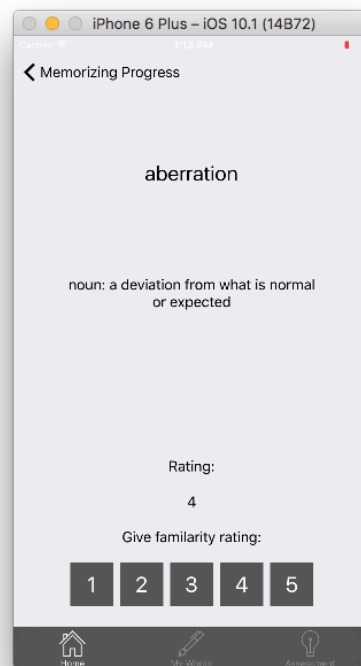 iPhone 6 Plus – iOS 10.1 (14B72)
Carrier 1:13 PM
Memorizing Progress
aberration
noun: a deviation from what is normal
or expected
Rating:
4
Give familarity rating:
1 2 3 4 5
Home My Words Assessment